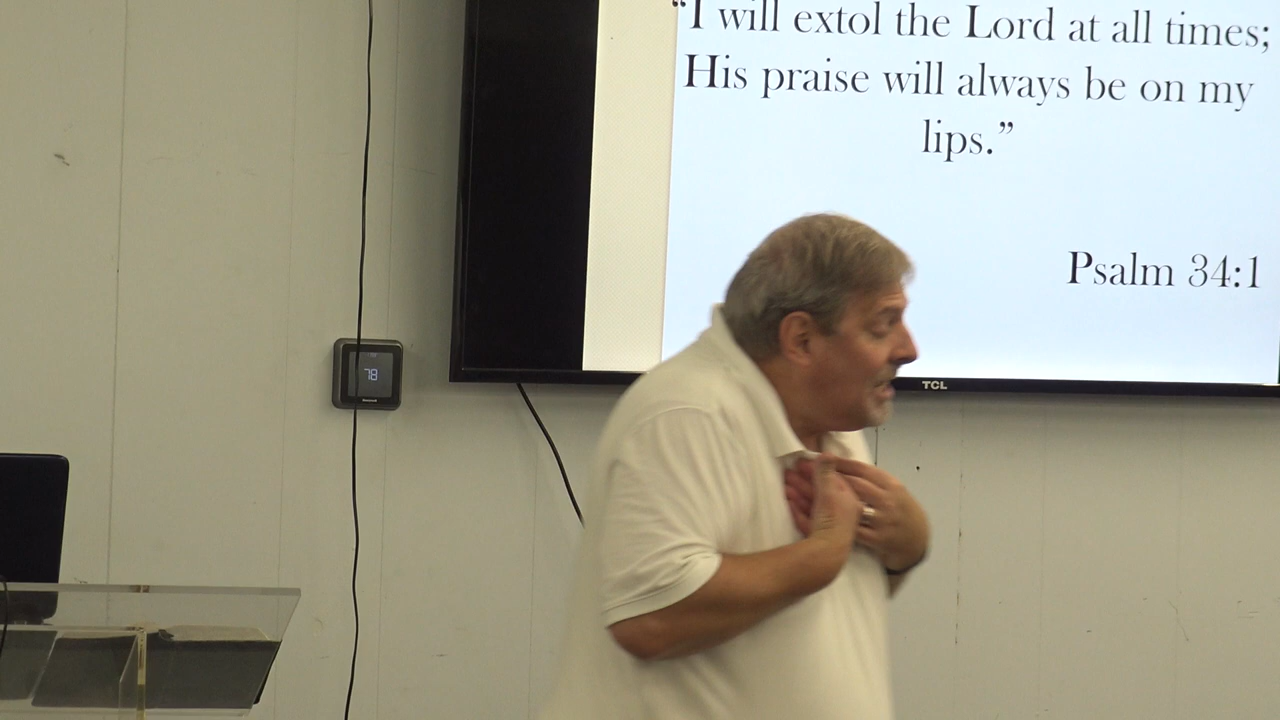 “I will extol the Lord at all times;
His praise will always be on my
lips.”
Psalm 34:1
TCL
78
Honeywell